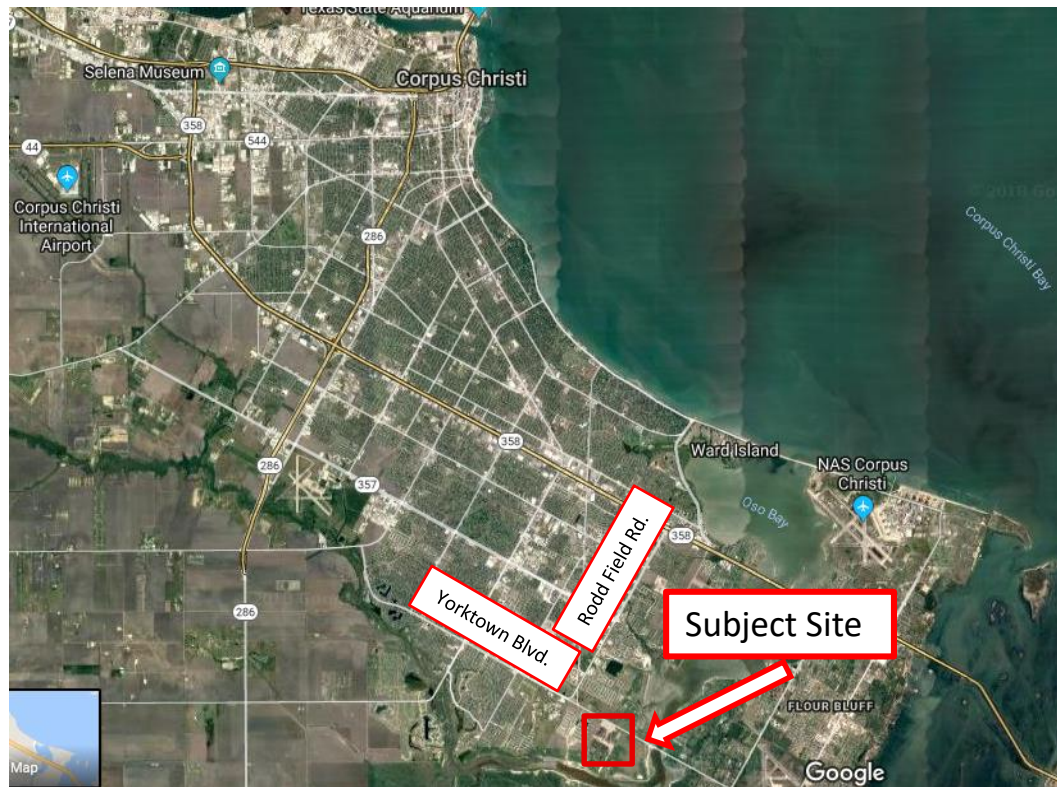 Texas State Aquarium
Selena Museum
Corpus Christi
358
544
44
Corpus Christi
International
Airport
286
Corpus Christi Bay
358
Ward Island
NAS Corpus
Christi
286
357
Oso Bay
358
Rodd Field Rd.
Yorktown Blvd.
286
Subject Site
FLOUR BLUFF
Map
Google